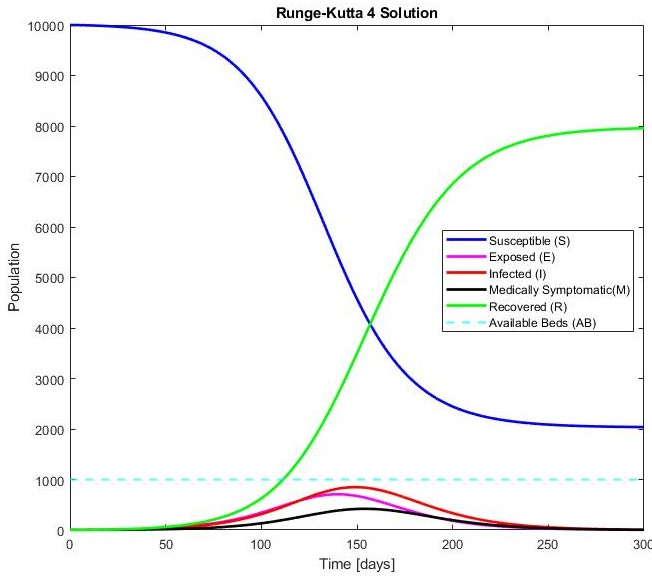 Runge-Kutta 4 Solution
10000
9000
8000
7000
6000
5000
4000
3000
2000
1000
0
Population
Susceptible (S)
Exposed (E)
Infected (I)
Medically Symptomatic(M)
Recovered (R)
Available Beds (AB)
0 50 100 150 200 250 300
Time [days]